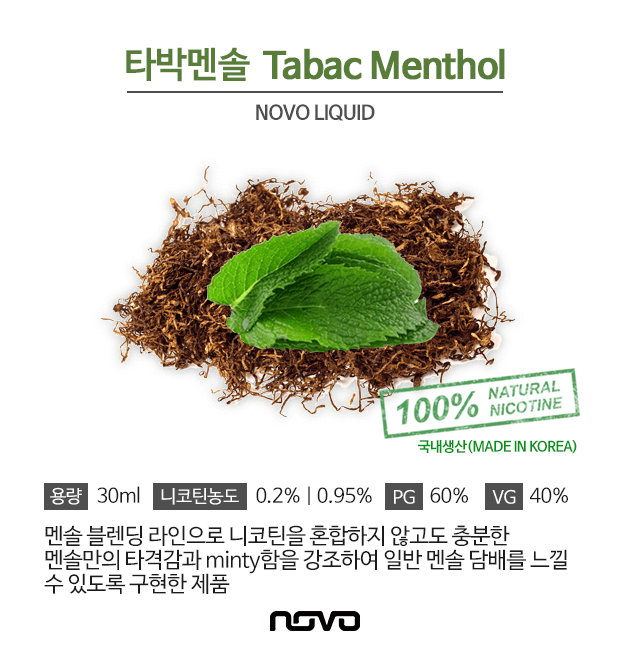 타박멘솔 Tabac Menthol
NOVO LIQUID
100% NATURAL NICOTINE
국내생산(MADE IN KOREA)
용량 30ml 니코틴농도 0.2% | 0.95% PG 60% VG 40%
멘솔 블렌딩 라인으로 니코틴을 혼합하지 않고도 충분한
멘솔만의 타격감과 minty함을 강조하여 일반 멘솔 담배를 느낄
수 있도록 구현한 제품
novo